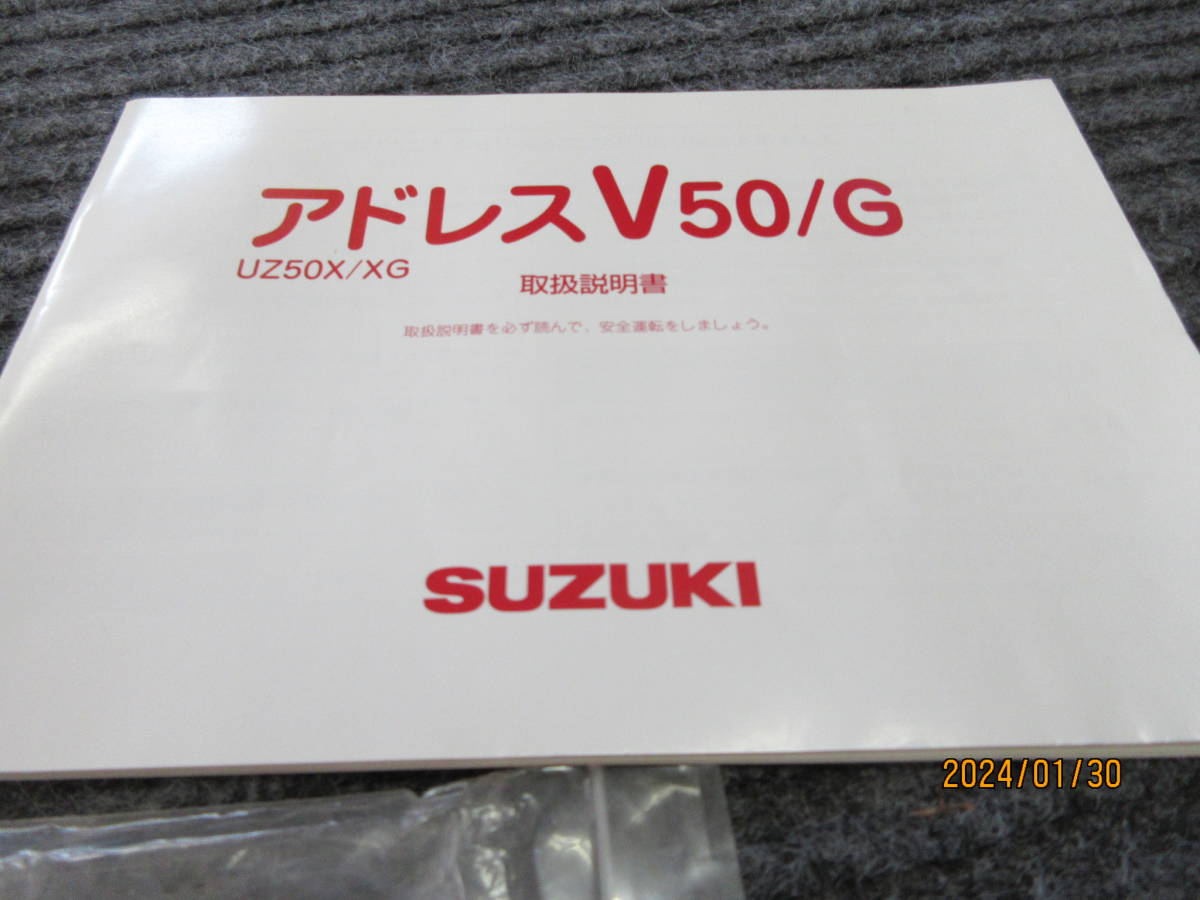 アドレスV50/G
UZ50X/XG
取扱説明書
取扱説明書を必ず読んで、安全運転をしましょう。
SUZUKI
2024/01/30